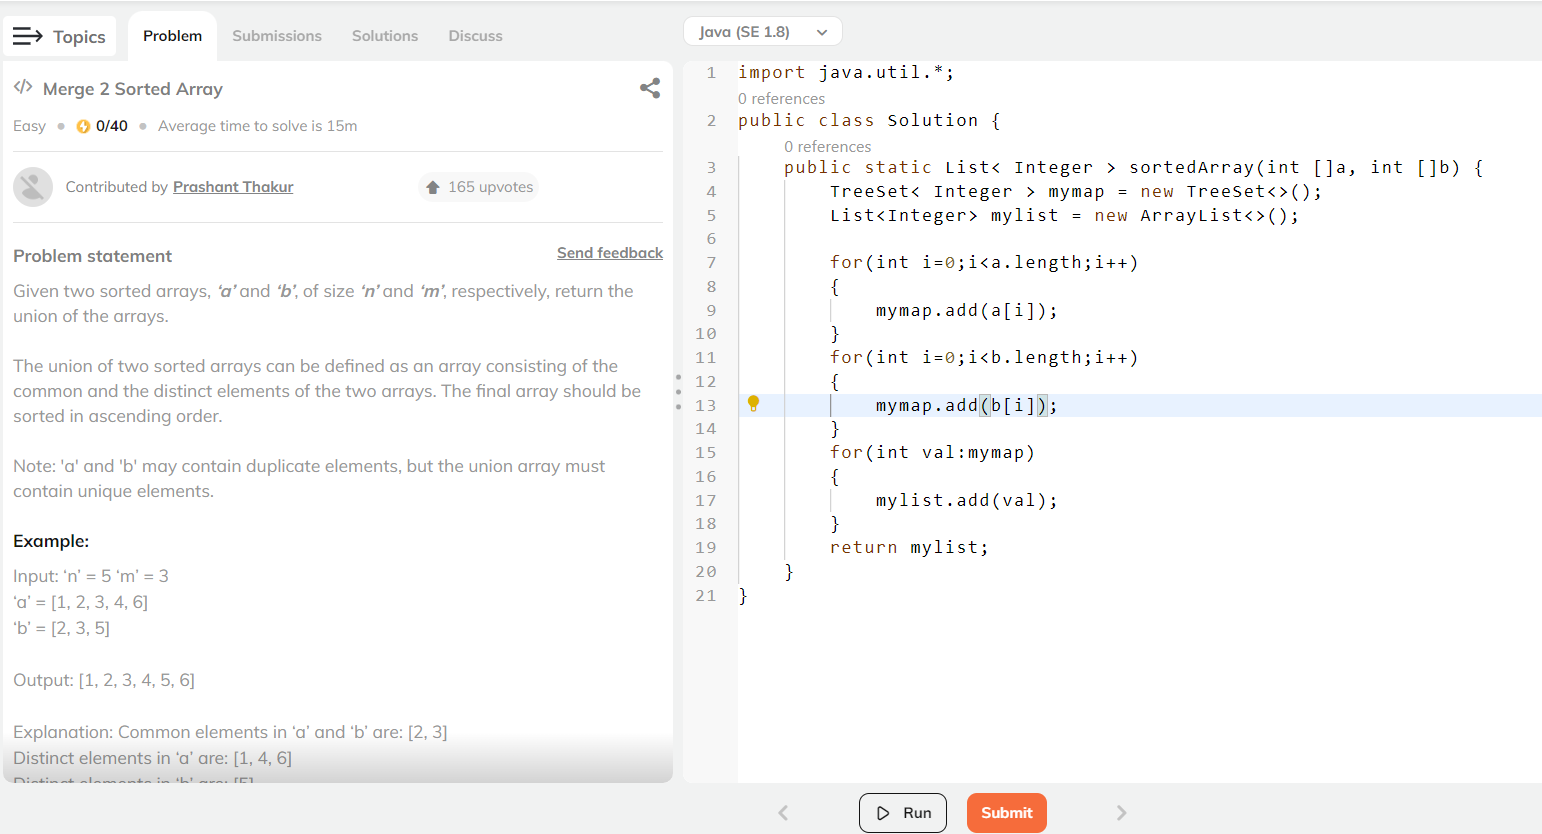 Topics
Problem
Submissions
Solutions
Discuss
Java (SE 1.8)
</> Merge 2 Sorted Array
Easy • 0/40 • Average time to solve is 15m
Contributed by Prashant Thakur
165 upvotes
Problem statement
Send feedback
Given two sorted arrays, ‘a’ and ‘b’, of size ‘n’ and ‘m’, respectively, return the
union of the arrays.
The union of two sorted arrays can be defined as an array consisting of the
common and the distinct elements of the two arrays. The final array should be
sorted in ascending order.
Note: 'a' and 'b' may contain duplicate elements, but the union array must
contain unique elements.
Example:
Input: ‘n’ = 5 ‘m’ = 3
‘a’ = [1, 2, 3, 4, 6]
‘b’ = [2, 3, 5]
Output: [1, 2, 3, 4, 5, 6]
Explanation: Common elements in ‘a’ and ‘b’ are: [2, 3]
Distinct elements in ‘a’ are: [1, 4, 6]
Distinct elements in ‘b’ are: [5]
1 import java.util.*;
0 references
2 public class Solution {
0 references
3 public static List< Integer > sortedArray(int []a, int []b) {
4 TreeSet< Integer > mymap = new TreeSet<>();
5 List<Integer> mylist = new ArrayList<>();
6
7 for(int i=0;i<a.length;i++)
8 {
9 mymap.add(a[i]);
10 }
11 for(int i=0;i<b.length;i++)
12 {
13 mymap.add(b[i]);
14 }
15 for(int val:mymap)
16 {
17 mylist.add(val);
18 }
19 return mylist;
20 }
21 }
Run
Submit